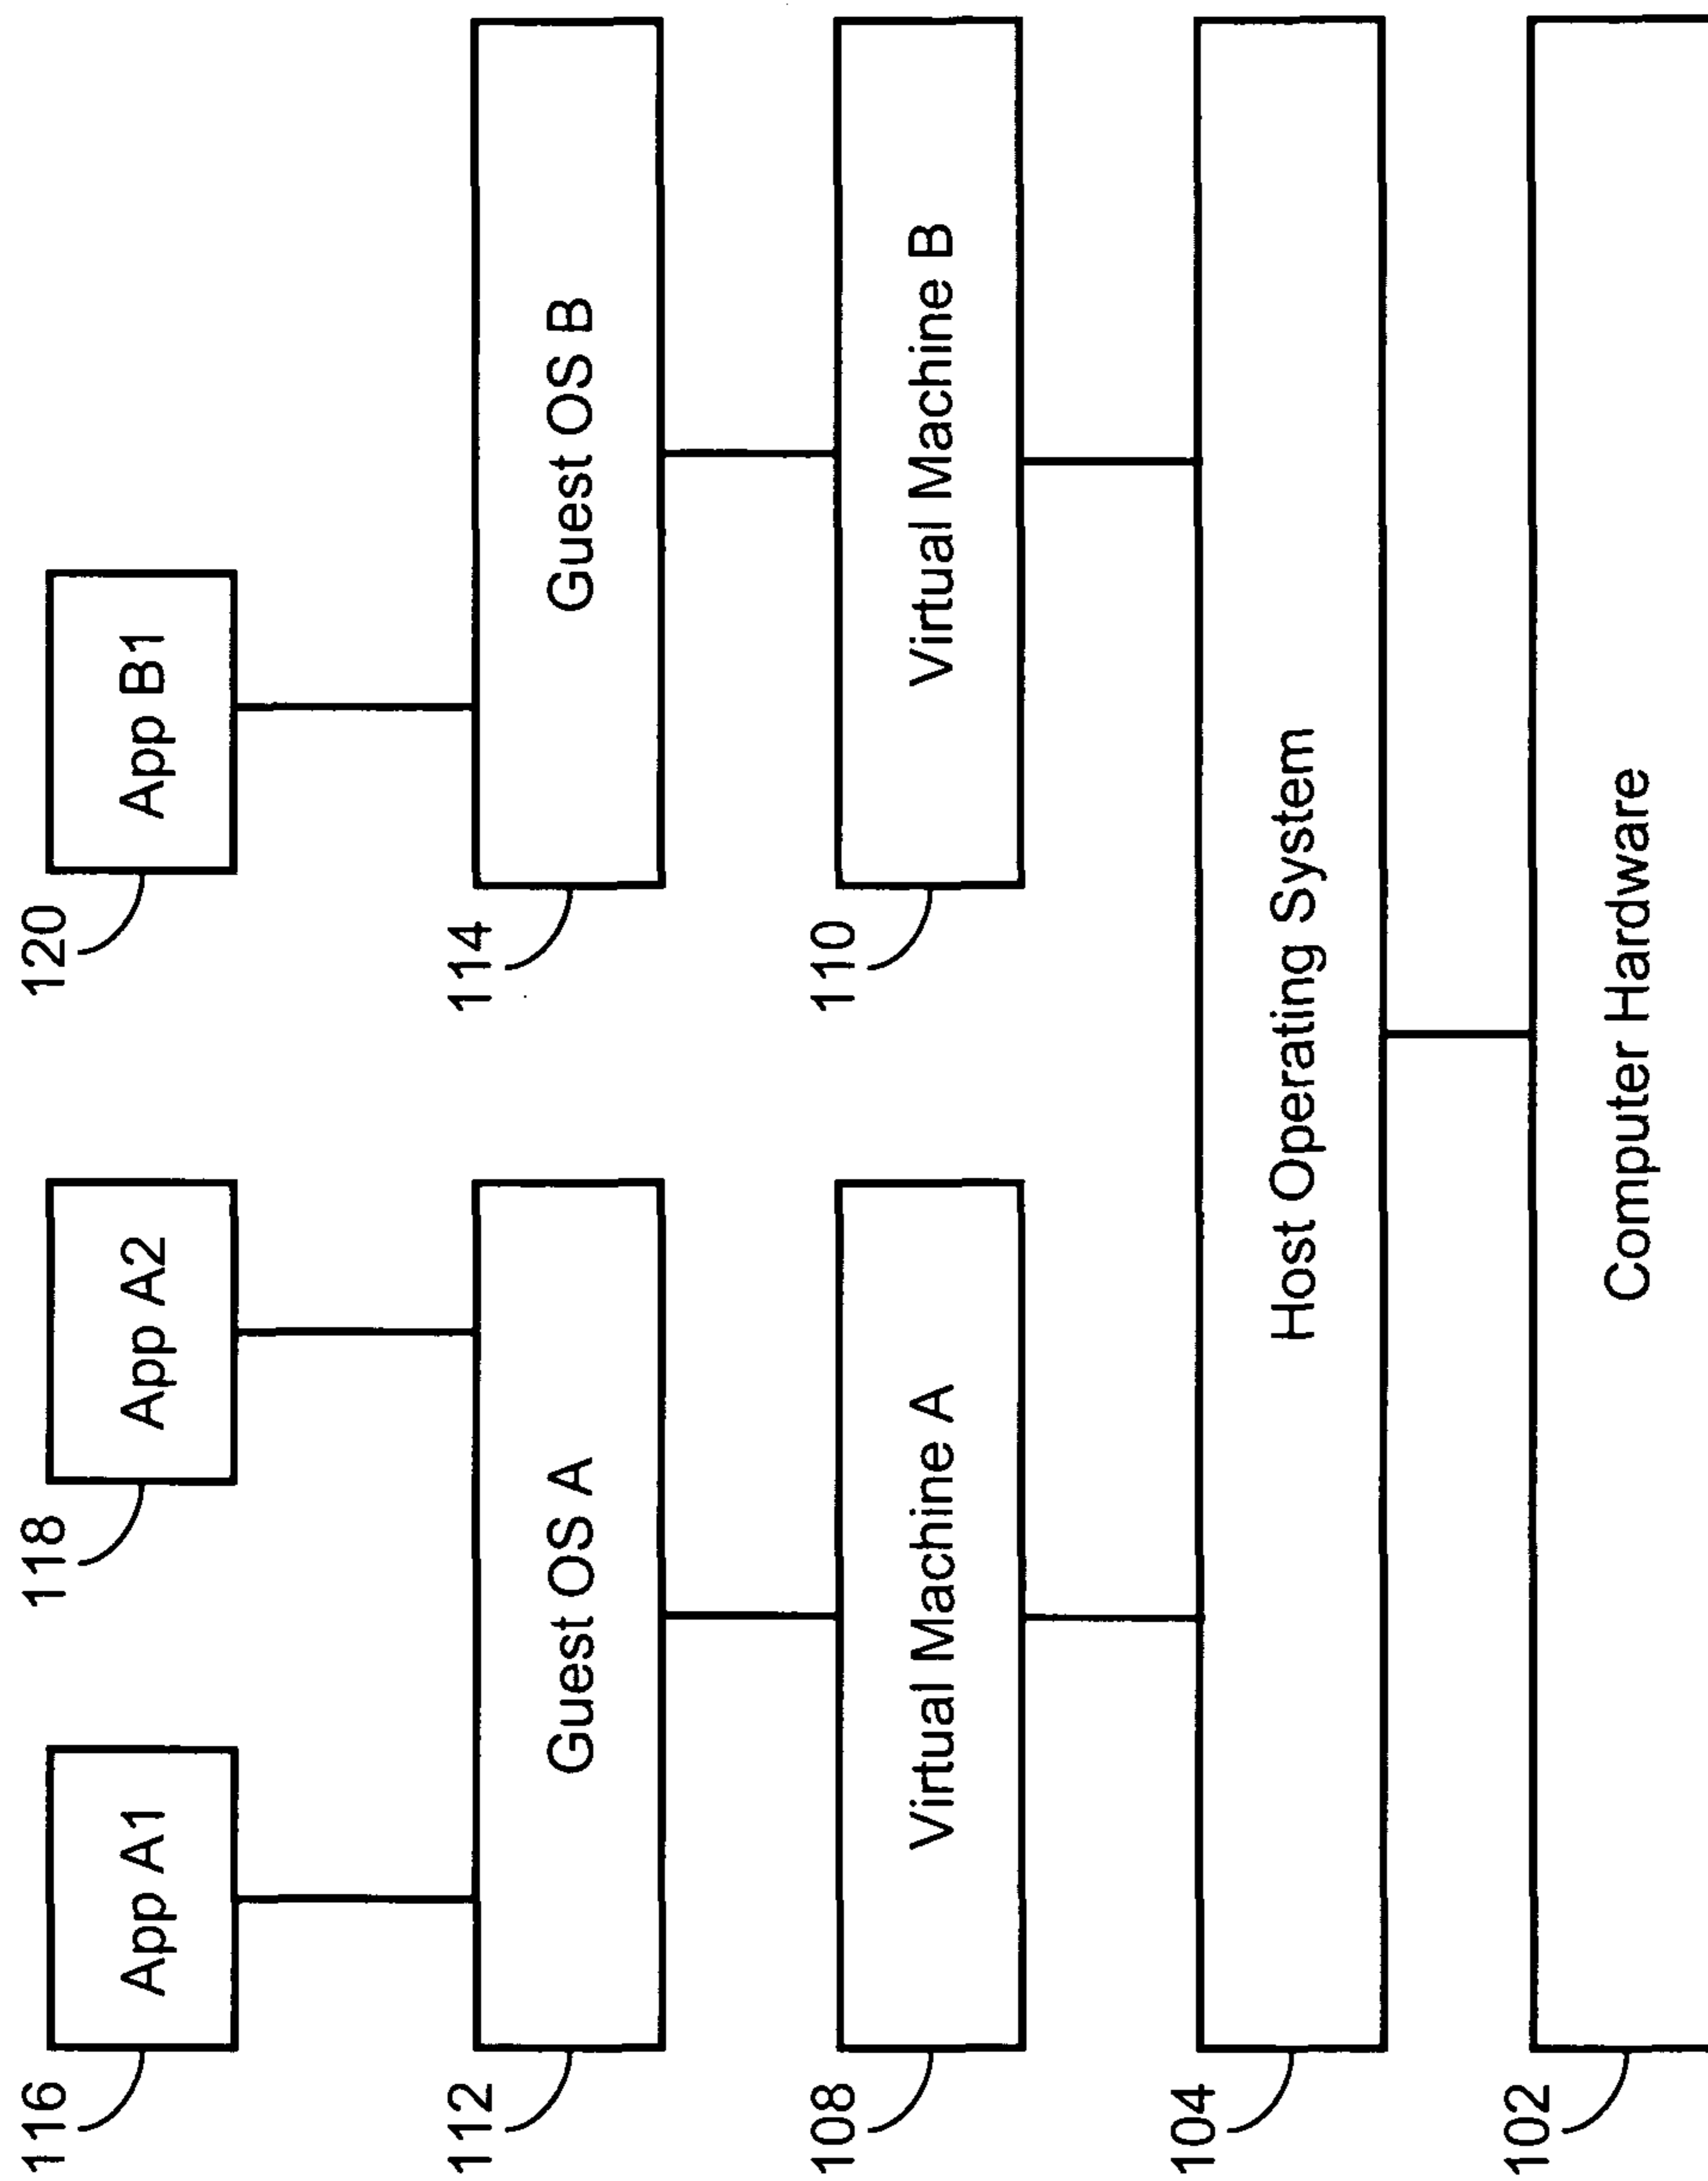 116
App A1
118
App A2
120
App B1
112
Guest OS A
114
Guest OS B
108
Virtual Machine A
110
Virtual Machine B
104
Host Operating System
102
Computer Hardware